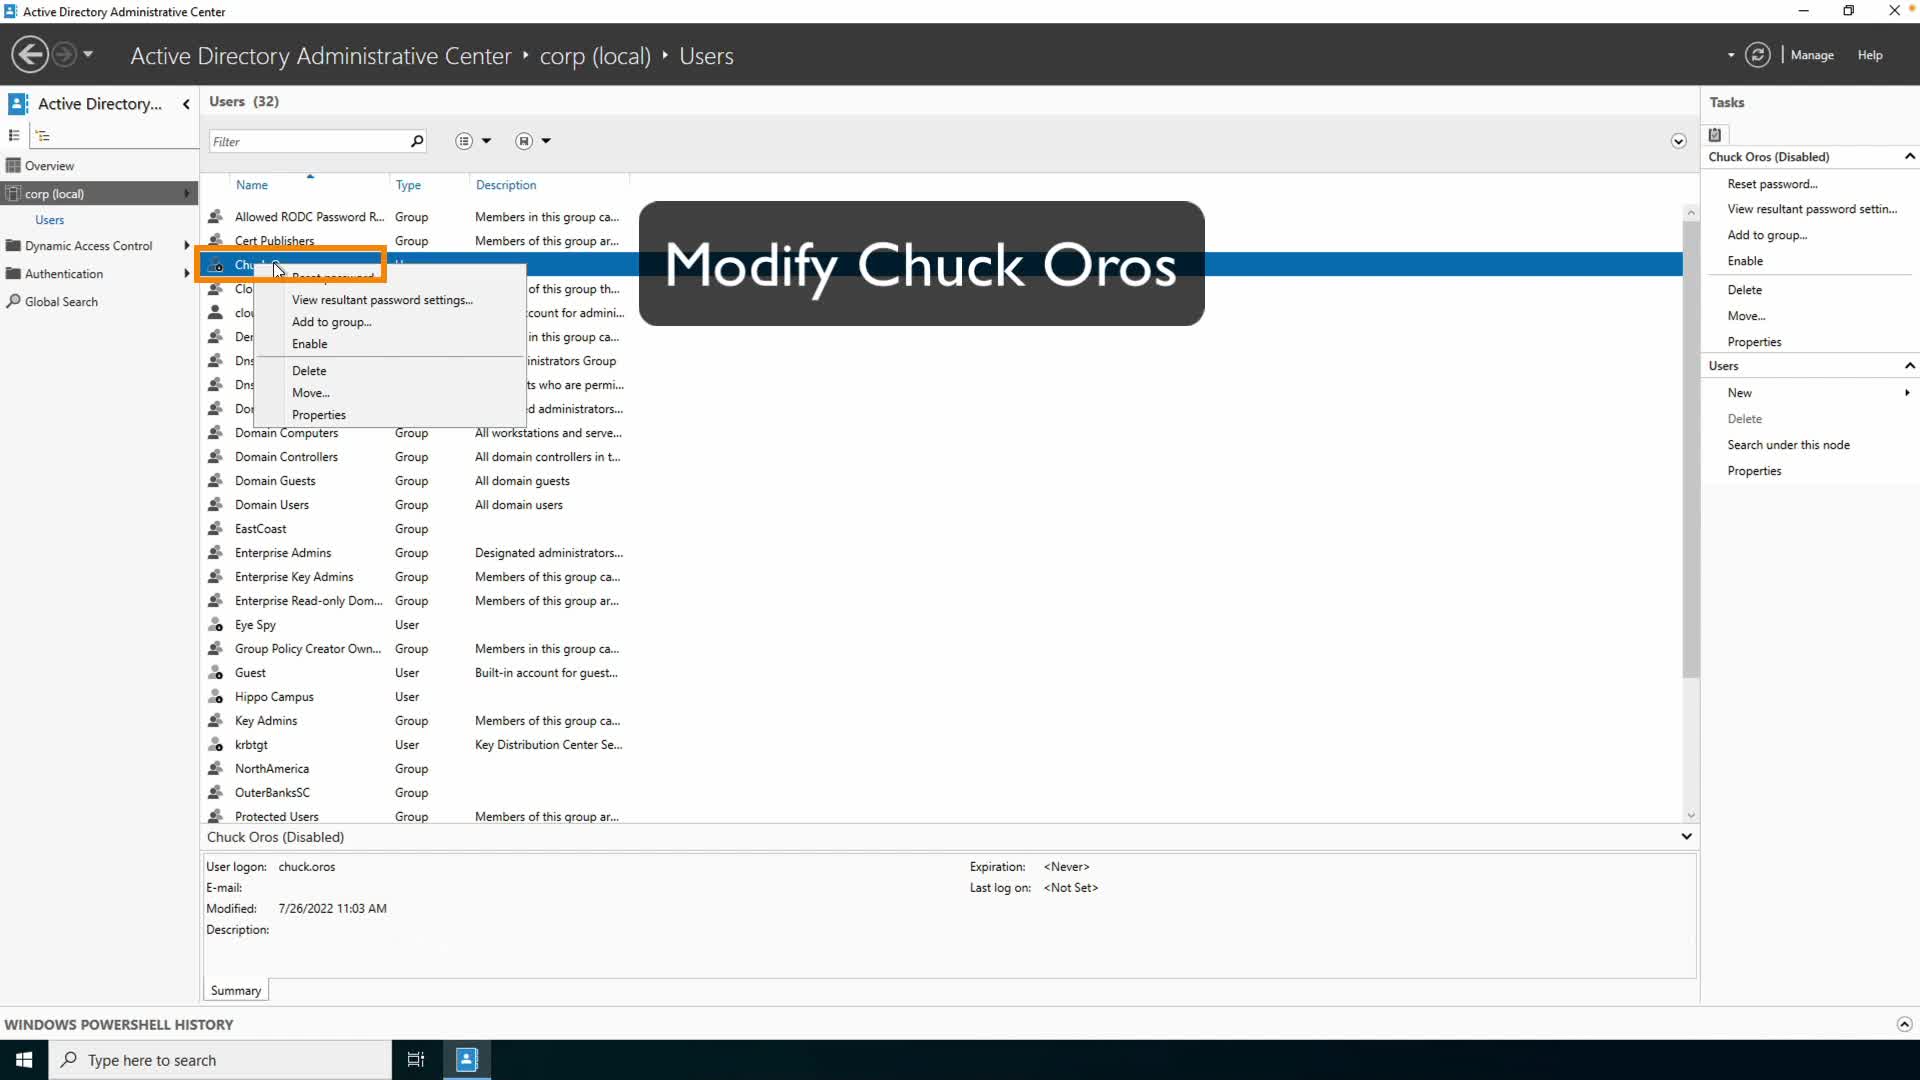 Active Directory Administrative Center
Active Directory Administrative Center ‣ corp (local) ‣ Users
Manage
Help
Active Directory...
Overview
corp (local)
Users
Dynamic Access Control
Authentication
Global Search
Users (32)
Filter
Name Type Description
Allowed RODC Password R... Group Members in this group ca...
Cert Publishers Group Members of this group ar...
Reset password...
of this group th...
View resultant password settings...
count for admini...
Add to group...
in this group ca...
Enable
inistrators Group
Delete
ts who are permi...
Move...
d administrators...
Properties
Domain Computers Group All workstations and serve...
Domain Controllers Group All domain controllers in t...
Domain Guests Group All domain guests
Domain Users Group All domain users
EastCoast Group
Enterprise Admins Group Designated administrators...
Enterprise Key Admins Group Members of this group ca...
Enterprise Read-only Dom... Group Members of this group ar...
Eye Spy User
Group Policy Creator Own... Group Members in this group ca...
Guest User Built-in account for guest...
Hippo Campus User
Key Admins Group Members of this group ca...
krbtgt User Key Distribution Center Se...
NorthAmerica Group
OuterBanksSC Group
Protected Users Group Members of this group ar...
Modify Chuck Oros
Chuck Oros (Disabled)
User logon: chuck.oros
E-mail:
Modified: 7/26/2022 11:03 AM
Description:
Expiration: <Never>
Last log on: <Not Set>
Summary
Tasks
Chuck Oros (Disabled)
Reset password...
View resultant password settin...
Add to group...
Enable
Delete
Move...
Properties
Users
New
Delete
Search under this node
Properties
WINDOWS POWERSHELL HISTORY
Type here to search